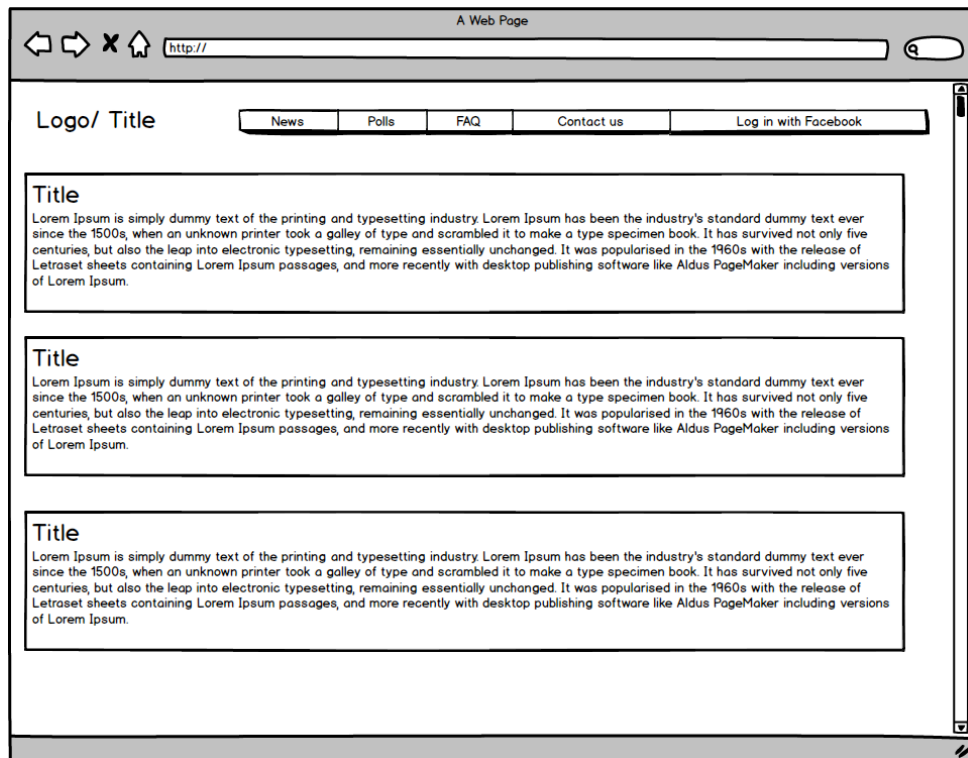 A Web Page
http://
Logo/ Title
News Polls FAQ Contact us Log in with Facebook
Title
Lorem Ipsum is simply dummy text of the printing and typesetting industry. Lorem Ipsum has been the industry's standard dummy text ever
since the 1500s, when an unknown printer took a galley of type and scrambled it to make a type specimen book. It has survived not only five
centuries, but also the leap into electronic typesetting, remaining essentially unchanged. It was popularised in the 1960s with the release of
Letraset sheets containing Lorem Ipsum passages, and more recently with desktop publishing software like Aldus PageMaker including versions
of Lorem Ipsum.
Title
Lorem Ipsum is simply dummy text of the printing and typesetting industry. Lorem Ipsum has been the industry's standard dummy text ever
since the 1500s, when an unknown printer took a galley of type and scrambled it to make a type specimen book. It has survived not only five
centuries, but also the leap into electronic typesetting, remaining essentially unchanged. It was popularised in the 1960s with the release of
Letraset sheets containing Lorem Ipsum passages, and more recently with desktop publishing software like Aldus PageMaker including versions
of Lorem Ipsum.
Title
Lorem Ipsum is simply dummy text of the printing and typesetting industry. Lorem Ipsum has been the industry's standard dummy text ever
since the 1500s, when an unknown printer took a galley of type and scrambled it to make a type specimen book. It has survived not only five
centuries, but also the leap into electronic typesetting, remaining essentially unchanged. It was popularised in the 1960s with the release of
Letraset sheets containing Lorem Ipsum passages, and more recently with desktop publishing software like Aldus PageMaker including versions
of Lorem Ipsum.